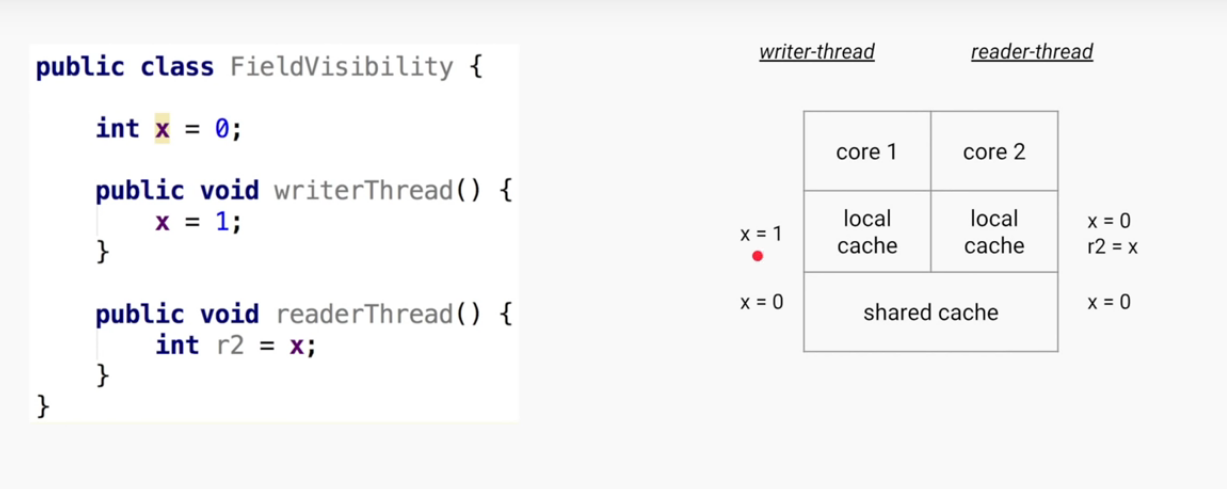 public class FieldVisibility {
int x = 0;
public void writerThread() {
x = 1;
}
public void readerThread() {
int r2 = x;
}
}
writer-thread
reader-thread
core 1
core 2
x = 1
local
cache
local
cache
x = 0
r2 = x
x = 0
shared cache
x = 0